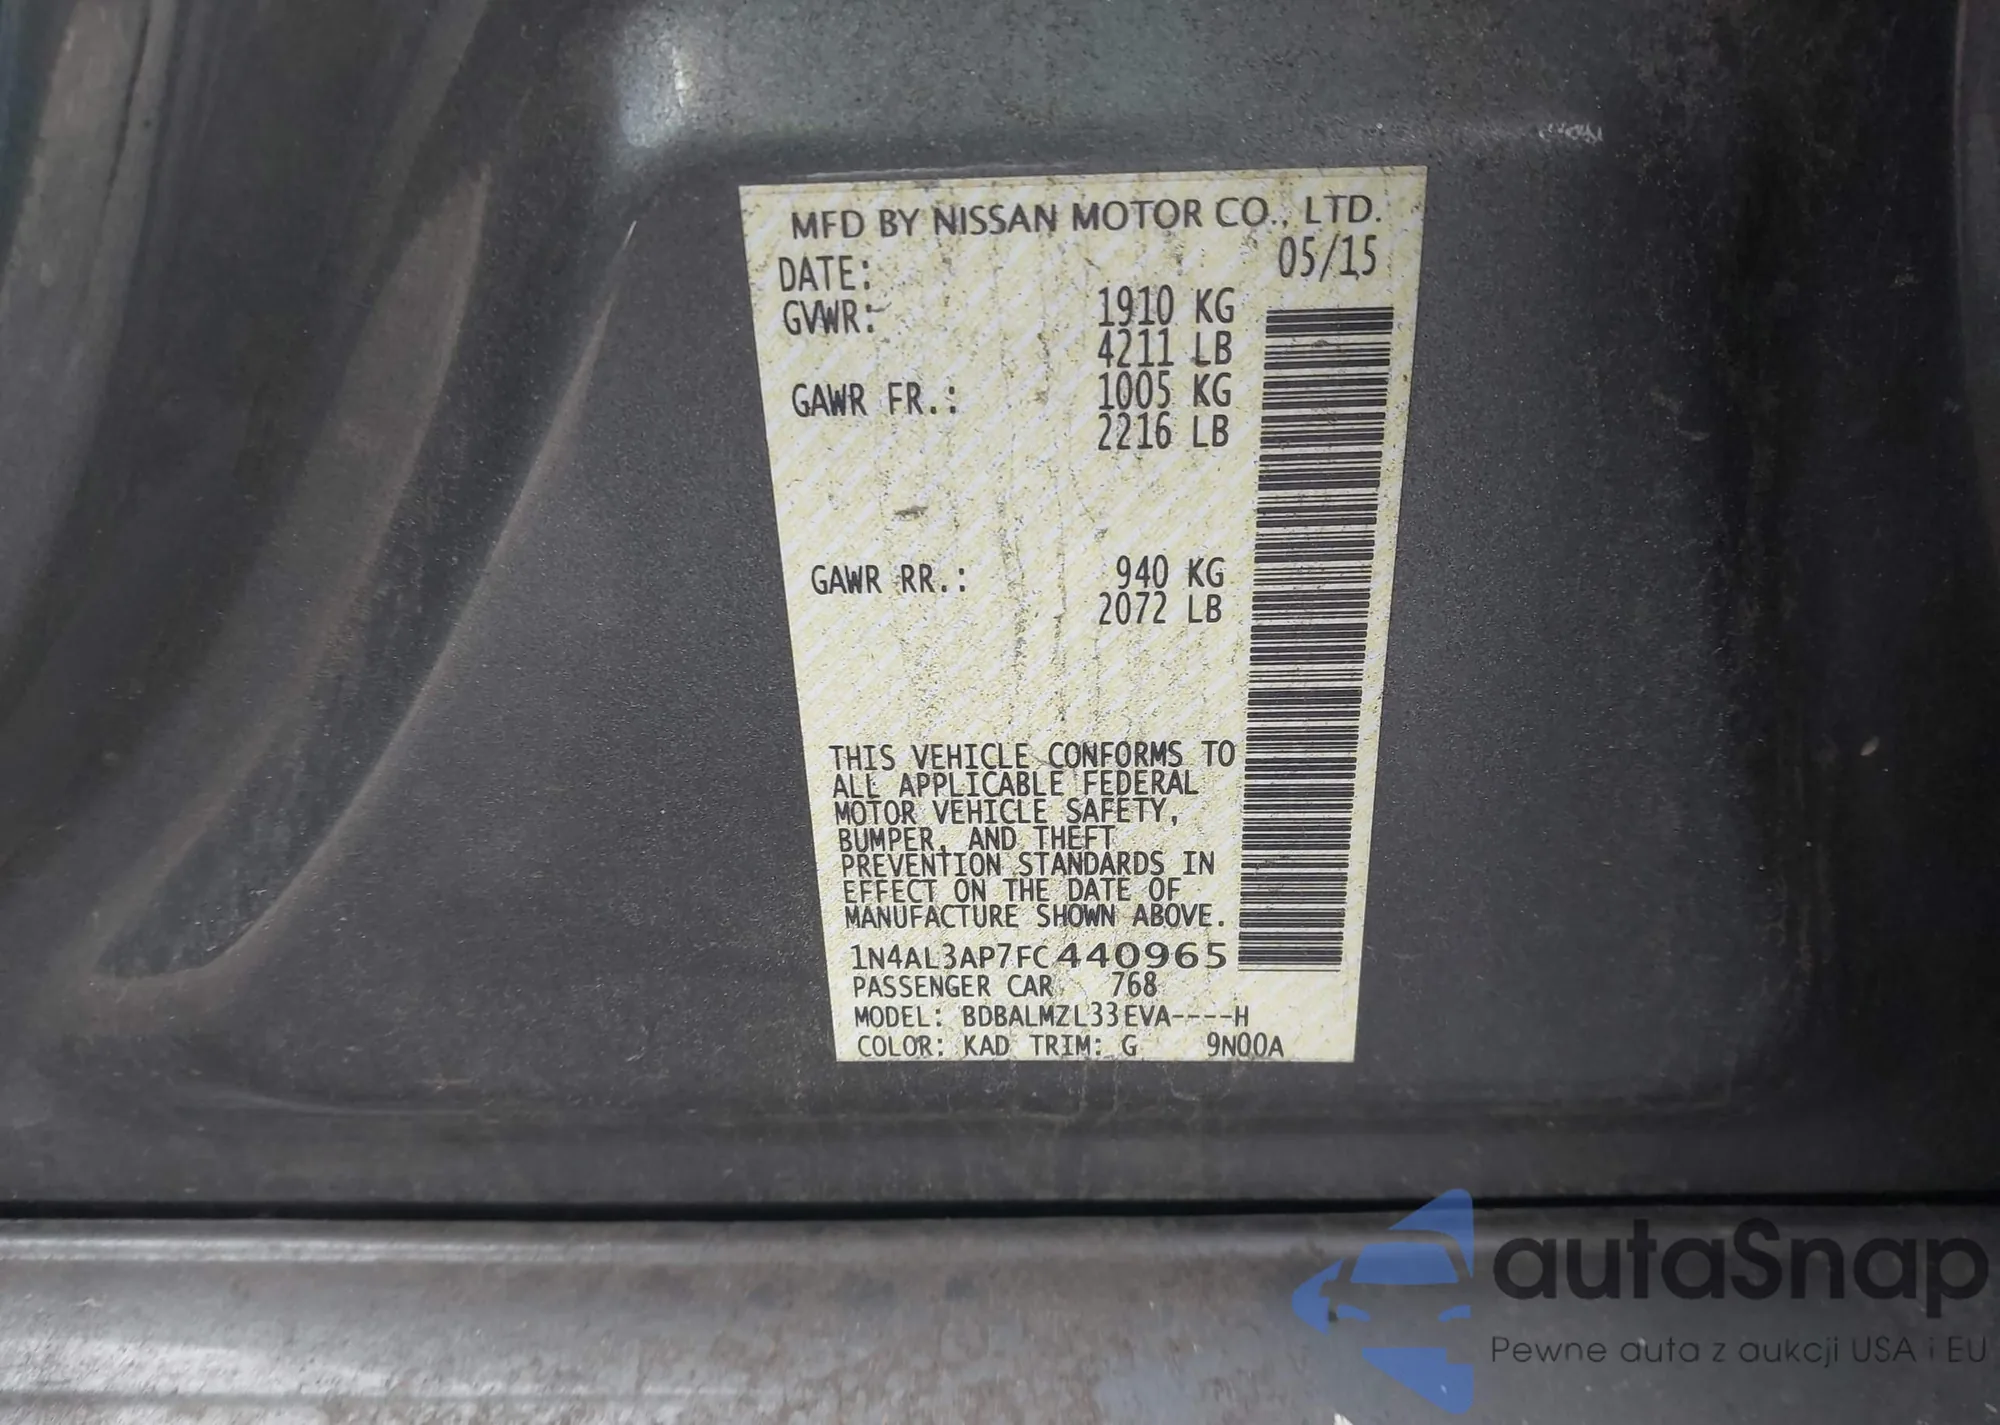 MFD BY NISSAN MOTOR CO., LTD.
DATE: 05/15
GVWR: 1910 KG
4211 LB
GAWR FR.: 1005 KG
2216 LB
GAWR RR.: 940 KG
2072 LB
THIS VEHICLE CONFORMS TO
ALL APPLICABLE FEDERAL
MOTOR VEHICLE SAFETY,
BUMPER, AND THEFT
PREVENTION STANDARDS IN
EFFECT ON THE DATE OF
MANUFACTURE SHOWN ABOVE.
1N4AL3AP7FC440965
PASSENGER CAR 768
MODEL: BDBALMZL33EVA----H
COLOR: KAD TRIM: G 9N00A
autaSnap
Pewne auta z aukcji USA i EU